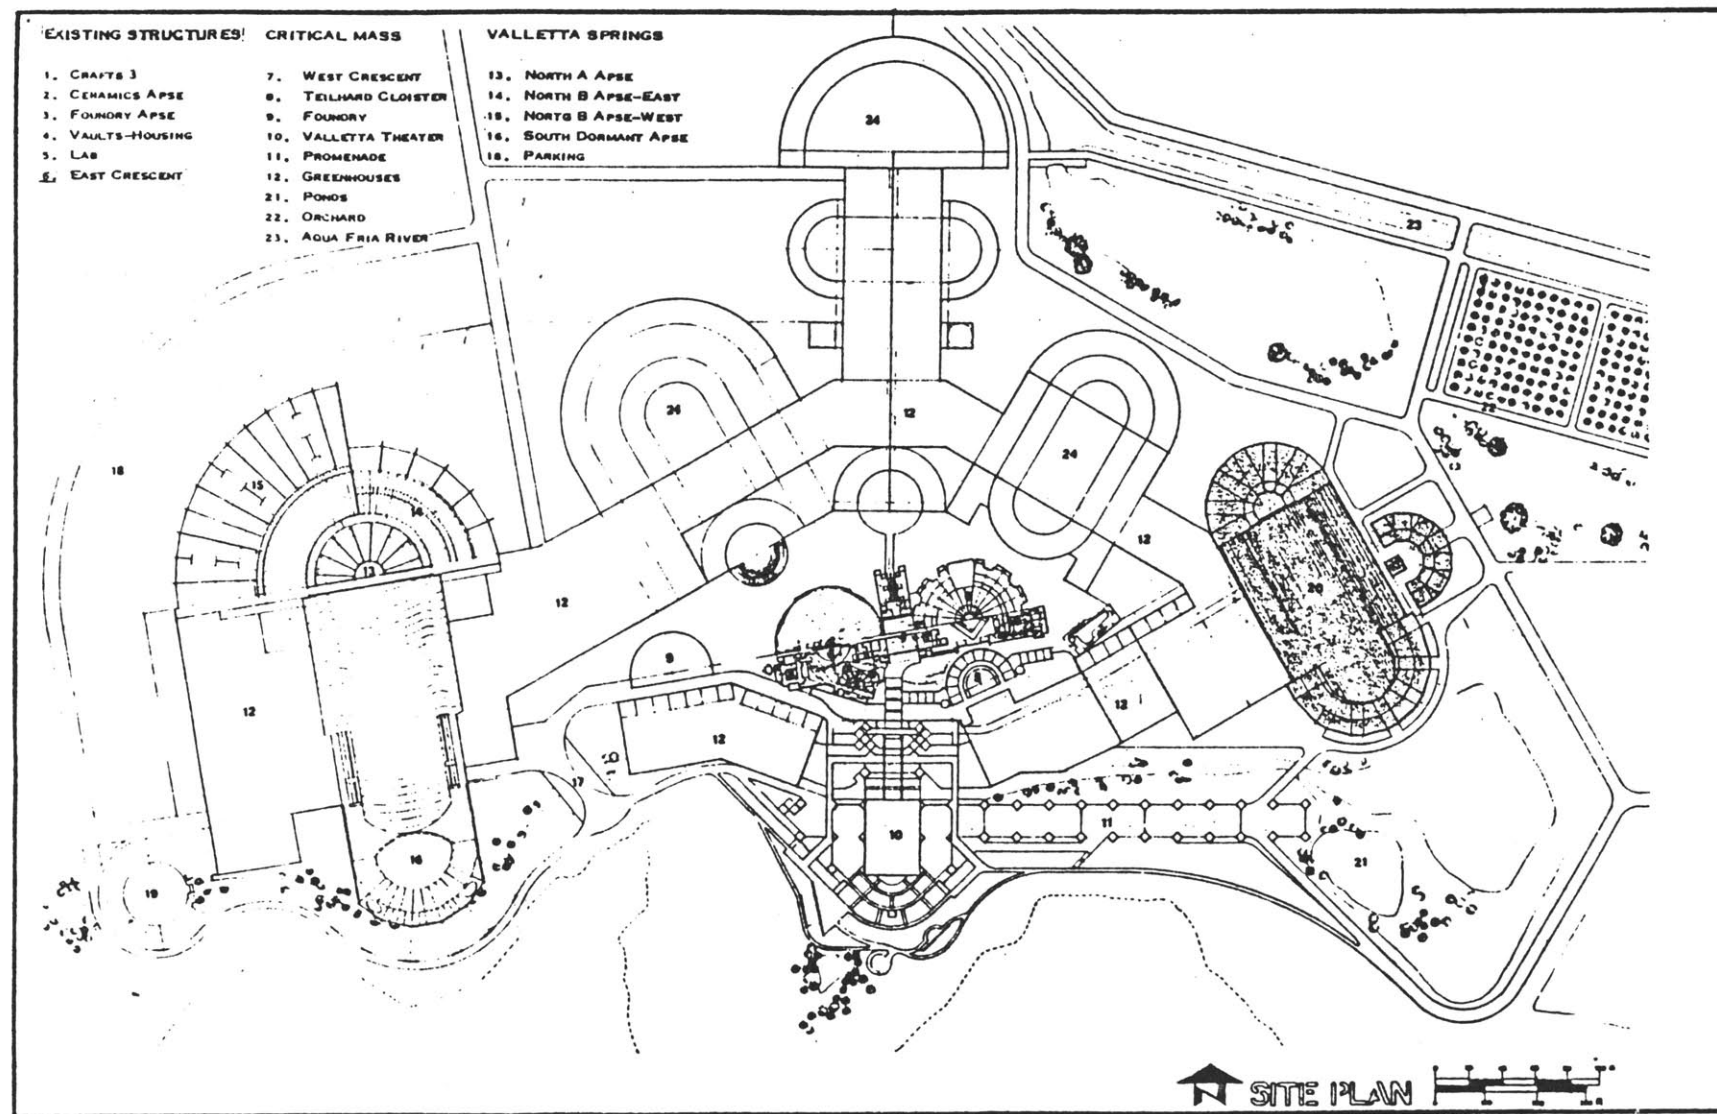 EXISTING STRUCTURES
1. CRAFTS 3
2. CERAMICS APSE
3. FOUNDRY APSE
4. VAULTS-HOUSING
5. LAB
6. EAST CRESCENT
CRITICAL MASS
7. WEST CRESCENT
8. TEILHARD CLOISTER
9. FOUNDRY
10. VALLETTA THEATER
11. PROMENADE
12. GREENHOUSES
21. PONDS
22. ORCHARD
23. AQUA FRIA RIVER
VALLETTA SPRINGS
13. NORTH A APSE
14. NORTH B APSE-EAST
15. NORTG B APSE-WEST
16. SOUTH DORMANT APSE
18. PARKING
24
23
24
12
22
24
18
15
14
13
12
12
20
9
12
12
12
17
10
11
16
19
21
N SITE PLAN